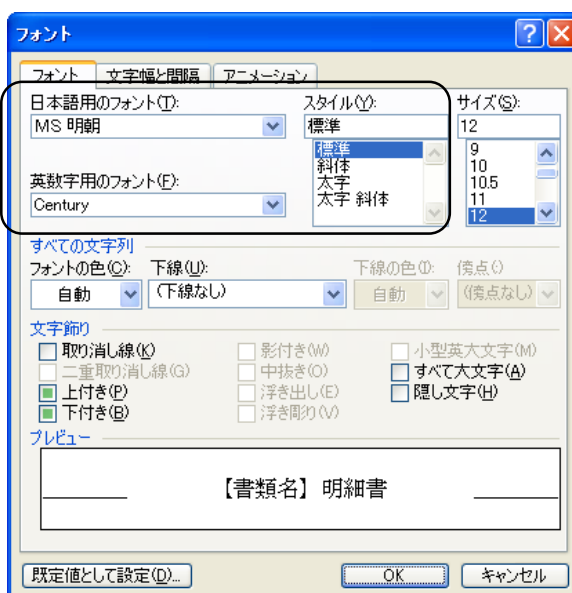 フォント
フォント 文字幅と間隔 アニメーション
日本語用のフォント(T): スタイル(Y): サイズ(S):
MS 明朝 標準 12
標準 9
斜体 10
太字 10.5
太字 斜体 11
12
英数字用のフォント(F):
Century
すべての文字列
フォントの色(C): 下線(U): 下線の色(I): 傍点(·):
自動 (下線なし) 自動 (傍点なし)
文字飾り
取り消し線(K) 影付き(W) 小型英大文字(M)
二重取り消し線(G) 中抜き(O) すべて大文字(A)
上付き(P) 浮き出し(E) 隠し文字(H)
下付き(B) 浮き彫り(V)
プレビュー
【書類名】明細書
既定値として設定(D)... OK キャンセル